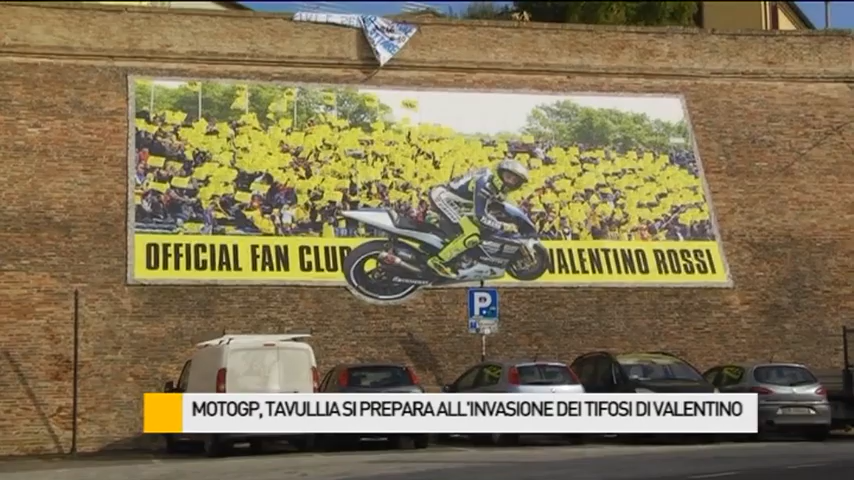 OFFICIAL FAN CLUB VALENTINO ROSSI
P
MOTOGP, TAVULLIA SI PREPARA ALL'INVASIONE DEI TIFOSI DI VALENTINO